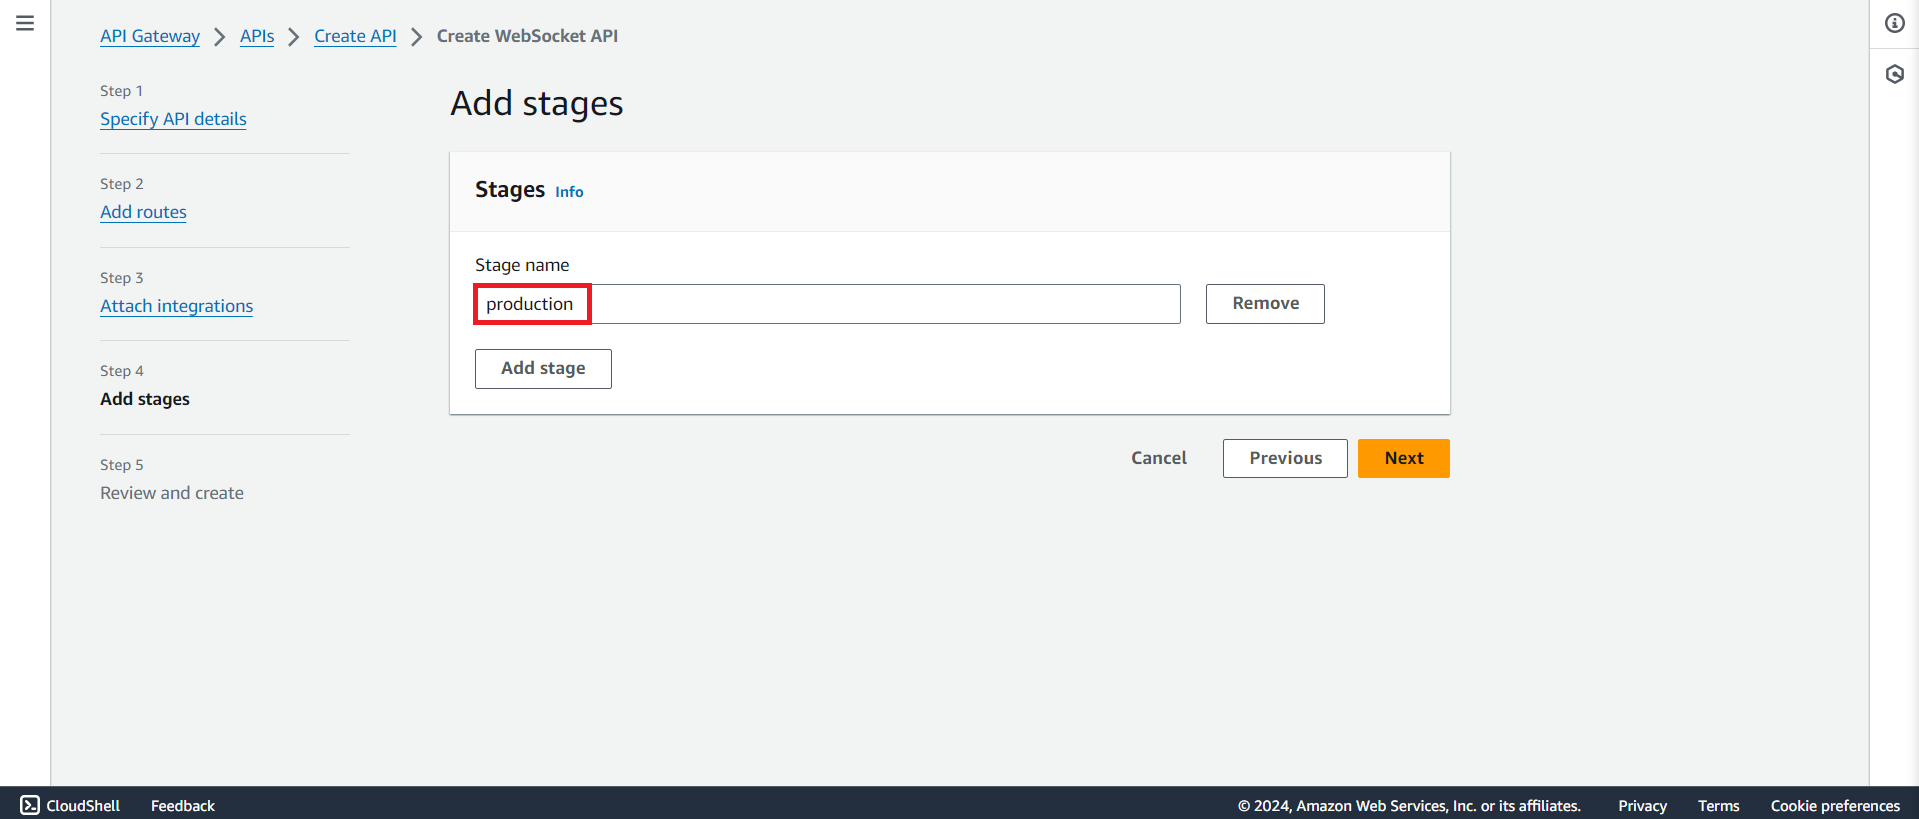 API Gateway
APIs
Create API
Create WebSocket API
Step 1
Specify API details
Step 2
Add routes
Step 3
Attach integrations
Step 4
Add stages
Step 5
Review and create
Add stages
Stages Info
Stage name
production
Remove
Add stage
Cancel
Previous
Next
CloudShell
Feedback
© 2024, Amazon Web Services, Inc. or its affiliates.
Privacy
Terms
Cookie preferences